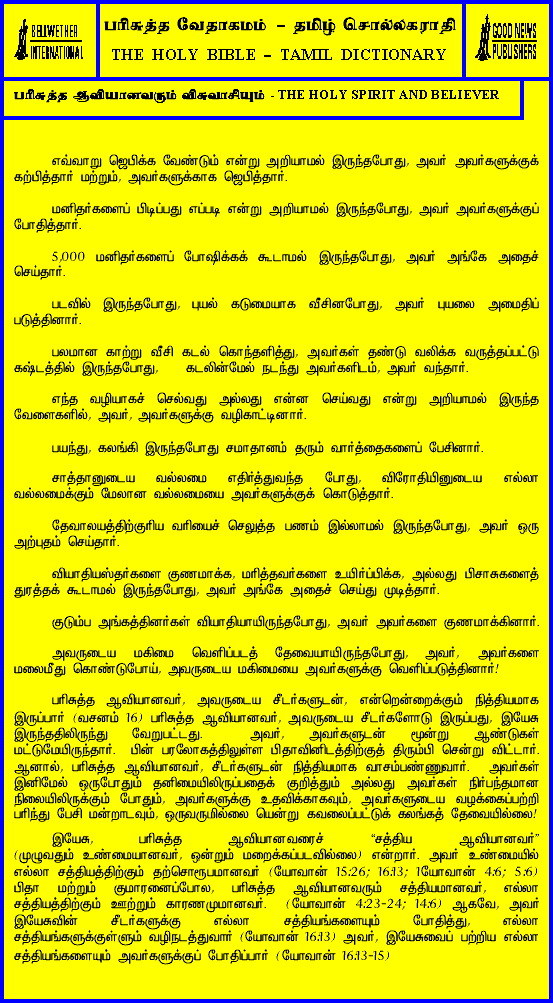 BELLWETHER
INTERNATIONAL
பரிசுத்த வேதாகமம் – தமிழ் சொல்லகராதி
THE HOLY BIBLE – TAMIL DICTIONARY
GOOD NEWS
PUBLISHERS
பரிசுத்த ஆவியானவரும் விசுவாசியும் - THE HOLY SPIRIT AND BELIEVER
எவ்வாறு ஜெபிக்க வேண்டும் என்று அறியாமல் இருந்தபோது, அவர் அவர்களுக்குக்
கற்பித்தார் மற்றும், அவர்களுக்காக ஜெபித்தார்.
மனிதர்களைப் பிடிப்பது எப்படி என்று அறியாமல் இருந்தபோது, அவர் அவர்களுக்குப்
போதித்தார்.
5,000 மனிதர்களைப் போஷிக்கக் கூடாமல் இருந்தபோது, அவர் அங்கே அதைச்
செய்தார்.
படவில் இருந்தபோது, புயல் கடுமையாக வீசினபோது, அவர் புயலை அமைதிப்
படுத்தினார்.
பலமான காற்று வீசி கடல் கொந்தளித்து, அவர்கள் தண்டு வலிக்க வருத்தப்பட்டு
கஷ்டத்தில் இருந்தபோது, கடலின்மேல் நடந்து அவர்களிடம், அவர் வந்தார்.
எந்த வழியாகச் செல்வது அல்லது என்ன செய்வது என்று அறியாமல் இருந்த
வேளைகளில், அவர், அவர்களுக்கு வழிகாட்டினார்.
பயந்து, கலங்கி இருந்தபோது சமாதானம் தரும் வார்த்தைகளைப் பேசினார்.
சாத்தானுடைய வல்லமை எதிர்த்துவந்த போது, விரோதியினுடைய எல்லா
வல்லமைக்கும் மேலான வல்லமையை அவர்களுக்குக் கொடுத்தார்.
தேவாலயத்திற்குரிய வரியைச் செலுத்த பணம் இல்லாமல் இருந்தபோது, அவர் ஒரு
அற்புதம் செய்தார்.
வியாதியஸ்தர்களை குணமாக்க, மரித்தவர்களை உயிர்ப்பிக்க, அல்லது பிசாசுகளைத்
துரத்தக் கூடாமல் இருந்தபோது, அவர் அங்கே அதைச் செய்து முடித்தார்.
குடும்ப அங்கத்தினர்கள் வியாதியாயிருந்தபோது, அவர் அவர்களை குணமாக்கினார்.
அவருடைய மகிமை வெளிப்படத் தேவையாயிருந்தபோது, அவர், அவர்களை
மலைமீது கொண்டுபோய், அவருடைய மகிமையை அவர்களுக்கு வெளிப்படுத்தினார்!
பரிசுத்த ஆவியானவர், அவருடைய சீடர்களுடன், என்றென்றைக்கும் நித்தியமாக
இருப்பார் (வசனம் 16) பரிசுத்த ஆவியானவர், அவருடைய சீடர்களோடு இருப்பது, இயேசு
இருந்ததிலிருந்து வேறுபட்டது. அவர், அவர்களுடன் மூன்று ஆண்டுகள்
மட்டுமேயிருந்தார். பின் பரலோகத்திலுள்ள பிதாவினிடத்திற்குத் திரும்பி சென்று விட்டார்.
ஆனால், பரிசுத்த ஆவியானவர், சீடர்களுடன் நித்தியமாக வாசம்பண்ணுவார். அவர்கள்
இனிமேல் ஒருபோதும் தனிமையிலிருப்பதைக் குறித்தும் அல்லது அவர்கள் நிர்பந்தமான
நிலையிலிருக்கும் போதும், அவர்களுக்கு உதவிக்காகவும், அவர்களுடைய வழக்கைப்பற்றி
பரிந்து பேசி மன்றாடவும், ஒருவருமில்லை யென்று கவலைப்பட்டுக் கலங்கத் தேவையில்லை!
இயேசு, பரிசுத்த ஆவியானவரைச் “சத்திய ஆவியானவர்”
(முழுவதும் உண்மையானவர், ஒன்றும் மறைக்கப்படவில்லை) என்றார். அவர் உண்மையில்
எல்லா சத்தியத்திற்கும் தற்சொரூபமானவர் (யோவான் 15:26; 16:13; 1யோவான் 4:6; 5:6)
பிதா மற்றும் குமாரனைப்போல, பரிசுத்த ஆவியானவரும் சத்தியமானவர், எல்லா
சத்தியத்திற்கும் ஊற்றும் காரணமுமானவர். (யோவான் 4:23-24; 14:6) ஆகவே, அவர்
இயேசுவின் சீடர்களுக்கு எல்லா சத்தியங்களையும் போதித்து, எல்லா
சத்தியங்களுக்குள்ளும் வழிநடத்துவார் (யோவான் 16:13) அவர், இயேசுவைப் பற்றிய எல்லா
சத்தியங்களையும் அவர்களுக்குப் போதிப்பார் (யோவான் 16:13-15)